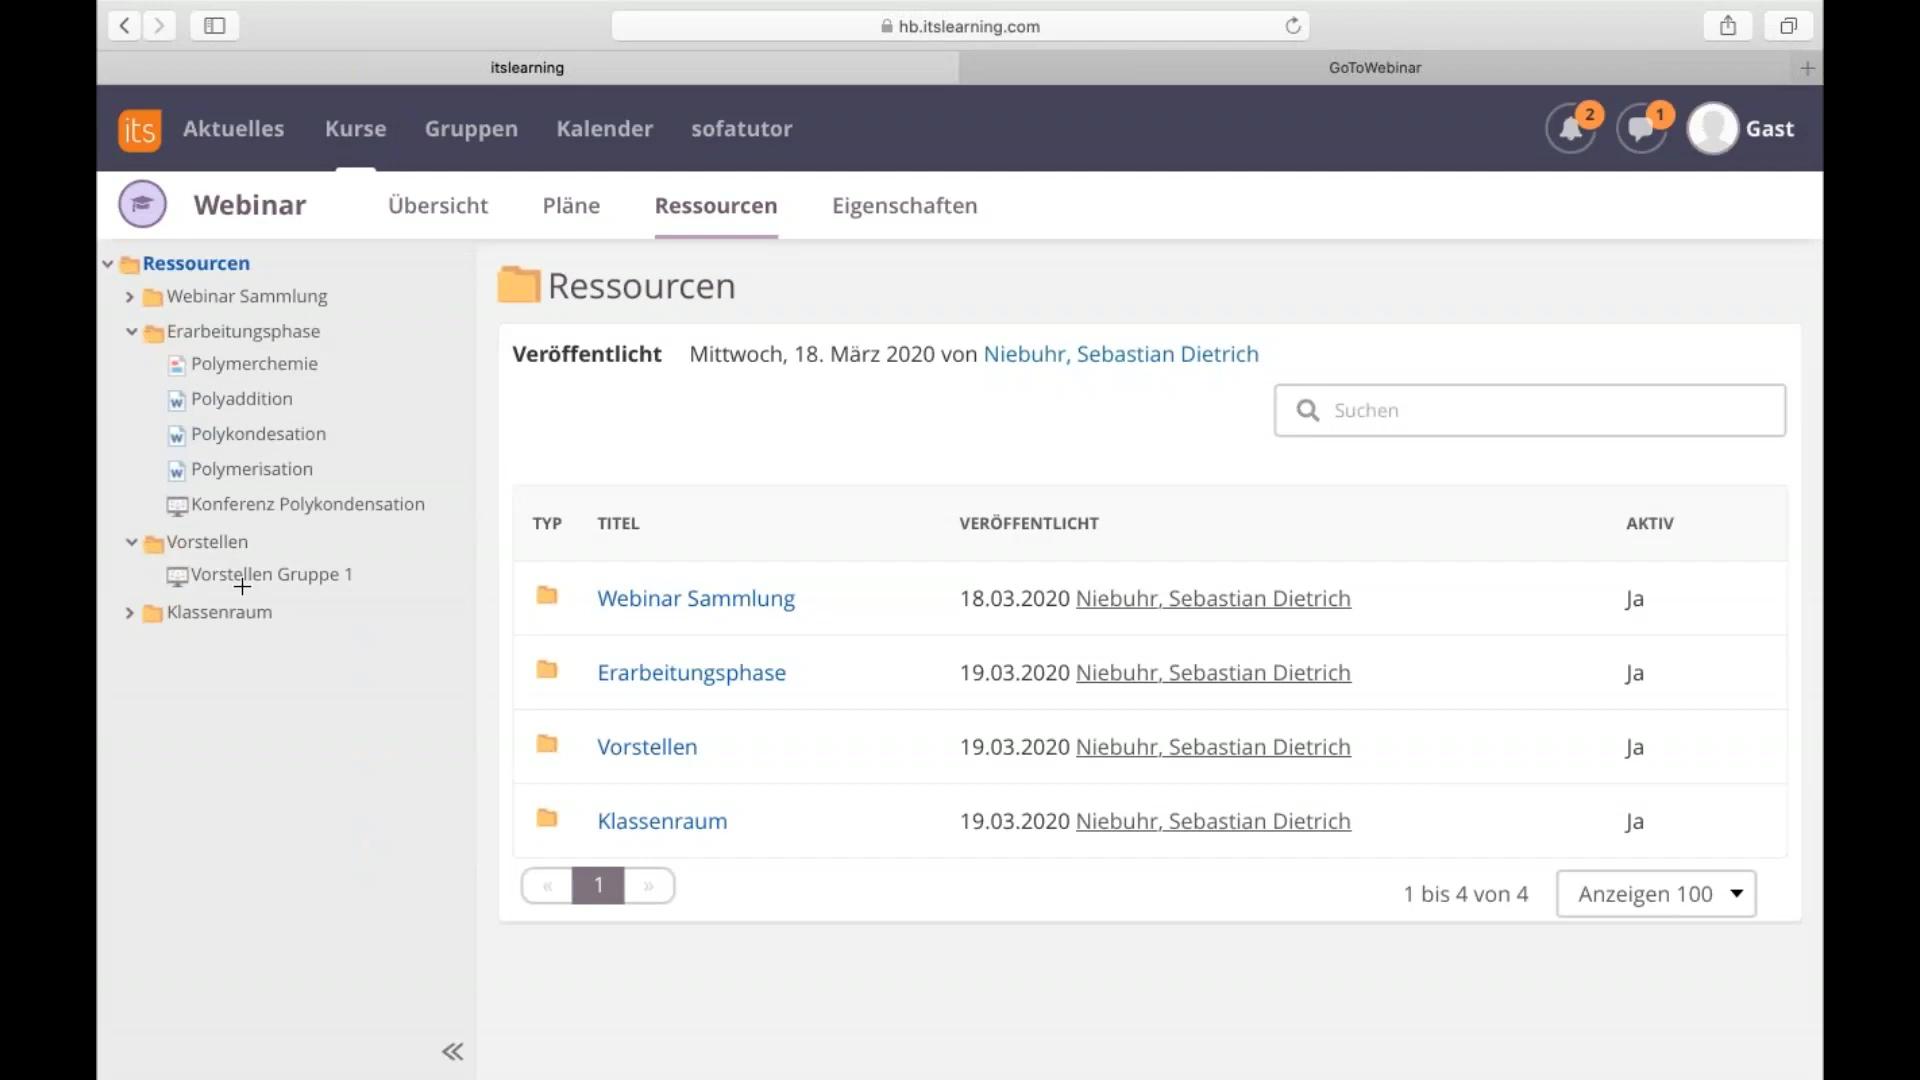 hb.itslearning.com
itslearning
GoToWebinar
its
Aktuelles
Kurse
Gruppen
Kalender
sofatutor
2
1
Gast
Webinar
Übersicht
Pläne
Ressourcen
Eigenschaften
Ressourcen
Webinar Sammlung
Erarbeitungsphase
Polymerchemie
Polyaddition
Polykondesation
Polymerisation
Konferenz Polykondensation
Vorstellen
Vorstellen Gruppe 1
Klassenraum
Ressourcen
Veröffentlicht Mittwoch, 18. März 2020 von Niebuhr, Sebastian Dietrich
Suchen
TYP TITEL VERÖFFENTLICHT AKTIV
Webinar Sammlung 18.03.2020 Niebuhr, Sebastian Dietrich Ja
Erarbeitungsphase 19.03.2020 Niebuhr, Sebastian Dietrich Ja
Vorstellen 19.03.2020 Niebuhr, Sebastian Dietrich Ja
Klassenraum 19.03.2020 Niebuhr, Sebastian Dietrich Ja
« 1 »
1 bis 4 von 4
Anzeigen 100